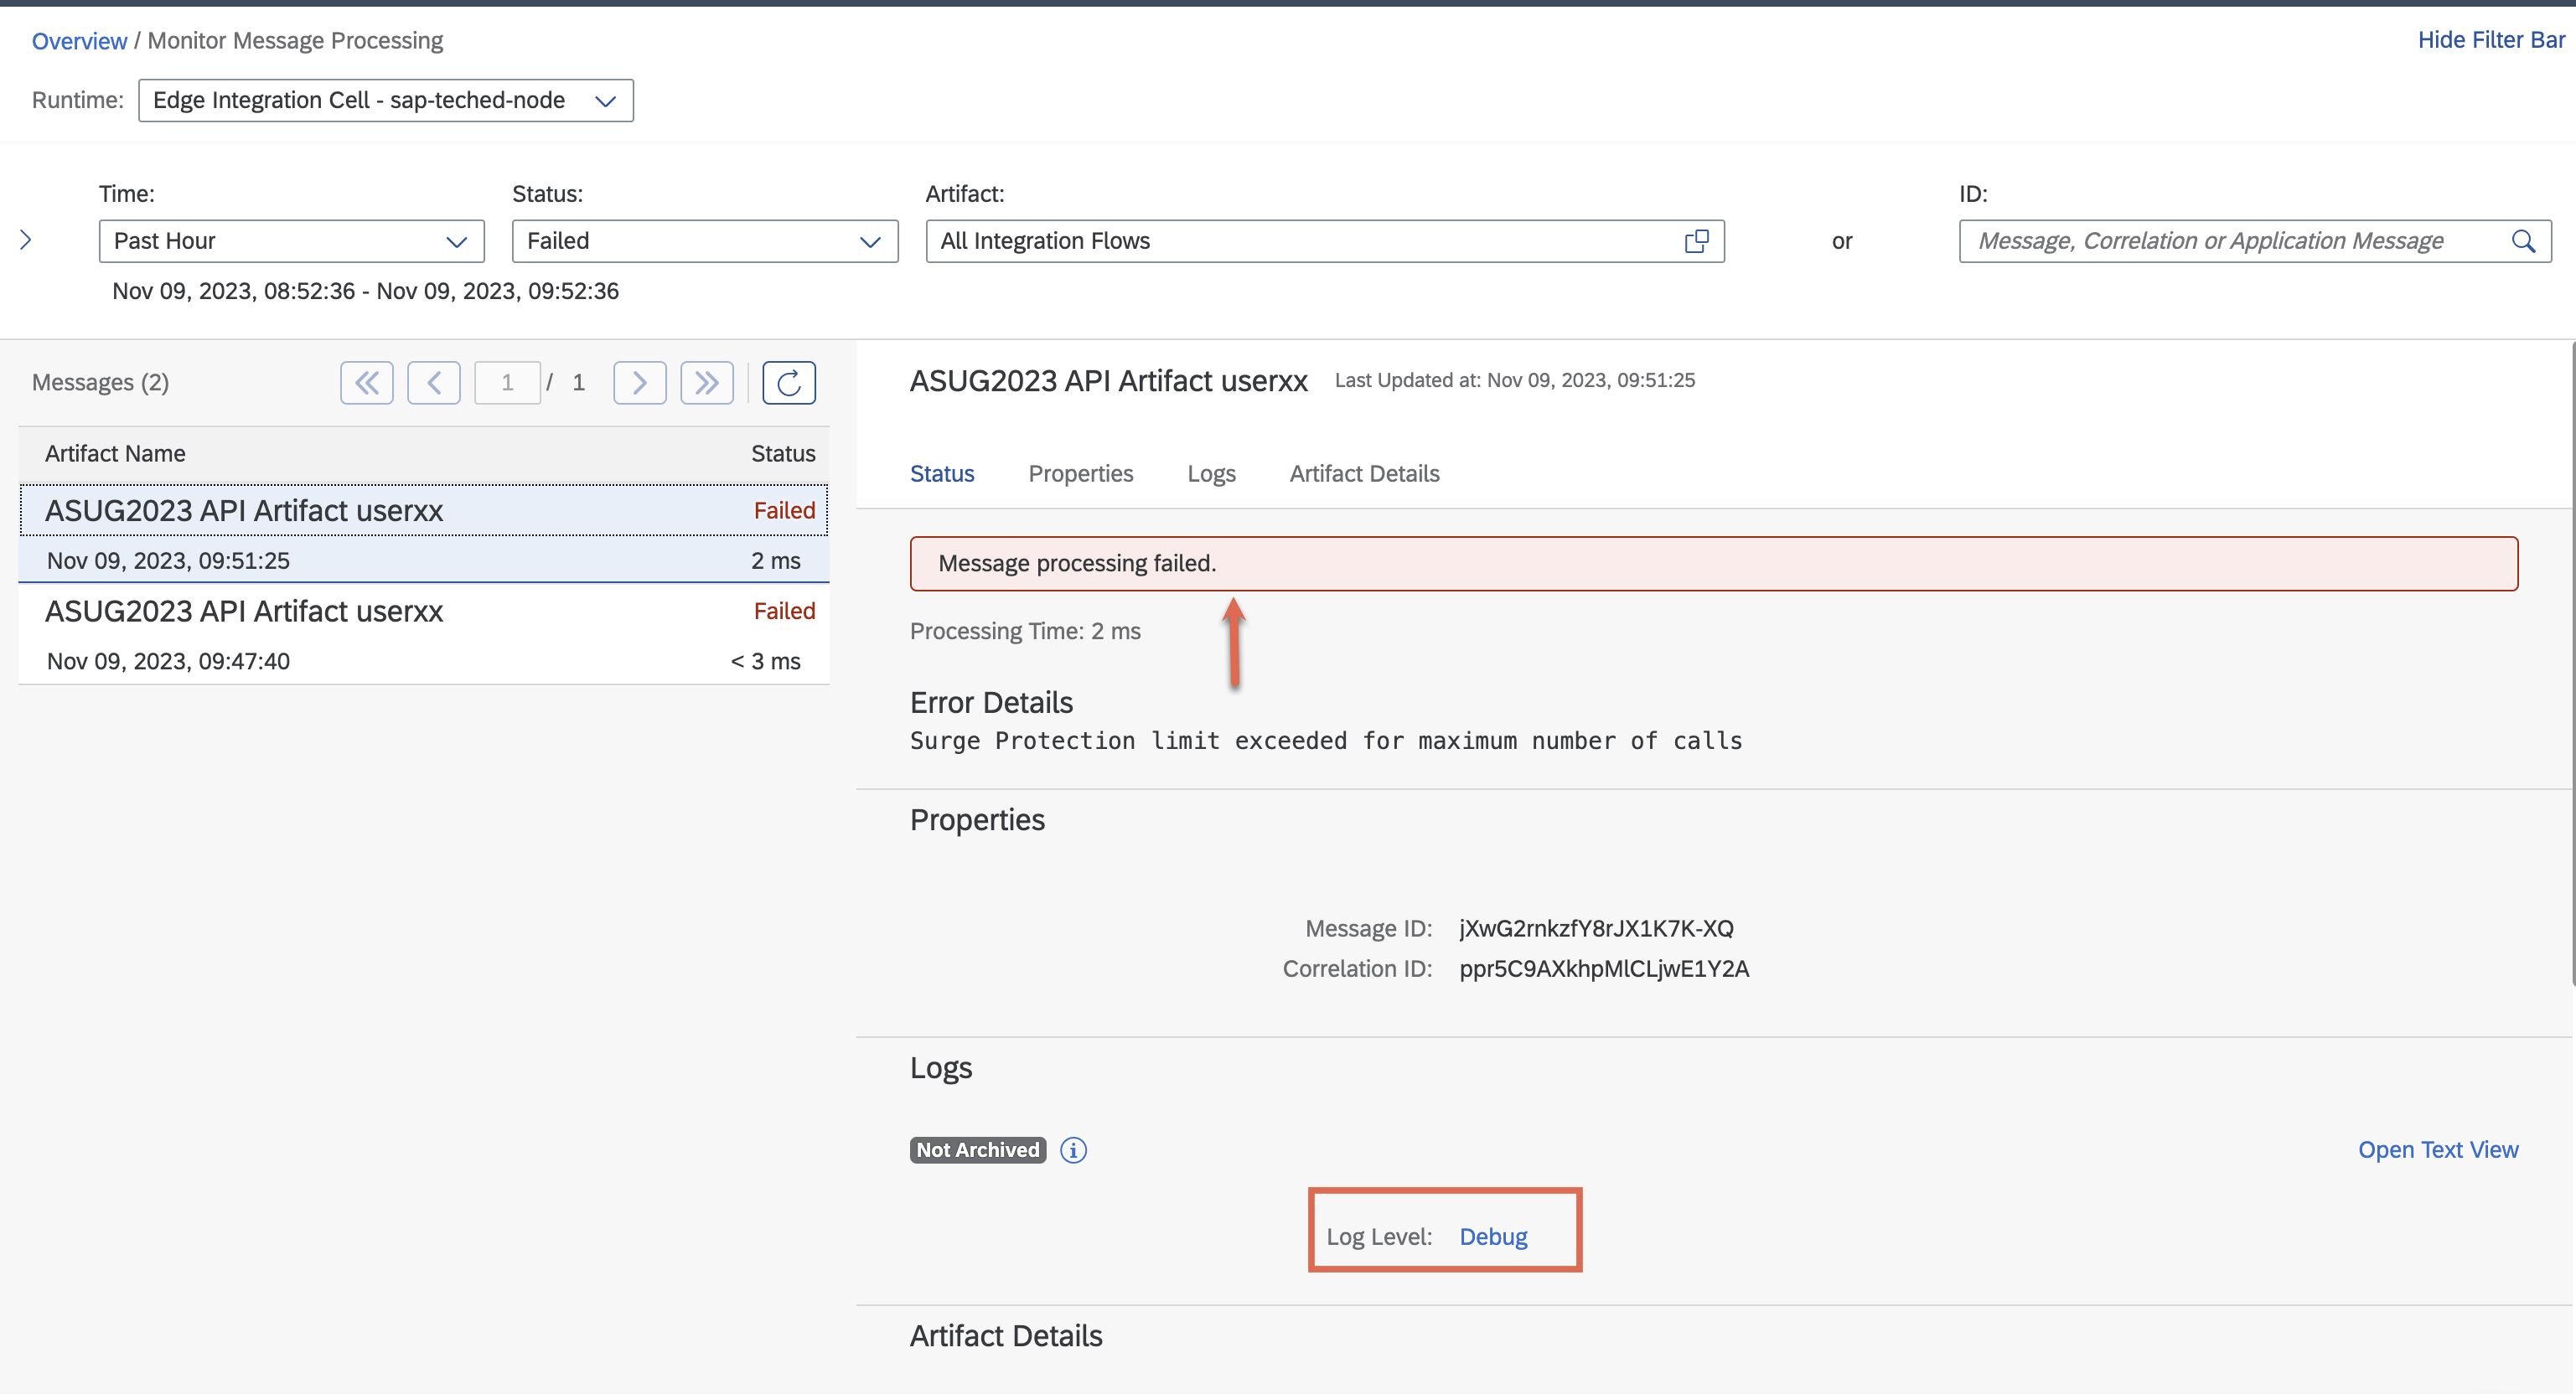 Overview / Monitor Message Processing
Hide Filter Bar
Runtime: Edge Integration Cell - sap-teched-node
Time:
Status:
Artifact:
ID:
Past Hour
Failed
All Integration Flows
or
Message, Correlation or Application Message
Nov 09, 2023, 08:52:36 - Nov 09, 2023, 09:52:36
Messages (2)
1 / 1
Artifact Name
Status
ASUG2023 API Artifact userxx
Failed
Nov 09, 2023, 09:51:25
2 ms
ASUG2023 API Artifact userxx
Failed
Nov 09, 2023, 09:47:40
< 3 ms
ASUG2023 API Artifact userxx
Last Updated at: Nov 09, 2023, 09:51:25
Status
Properties
Logs
Artifact Details
Message processing failed.
Processing Time: 2 ms
Error Details
Surge Protection limit exceeded for maximum number of calls
Properties
Message ID: jXwG2rnkzfY8rJX1K7K-XQ
Correlation ID: ppr5C9AXkhpMlCLjwE1Y2A
Logs
Not Archived
Open Text View
Log Level: Debug
Artifact Details